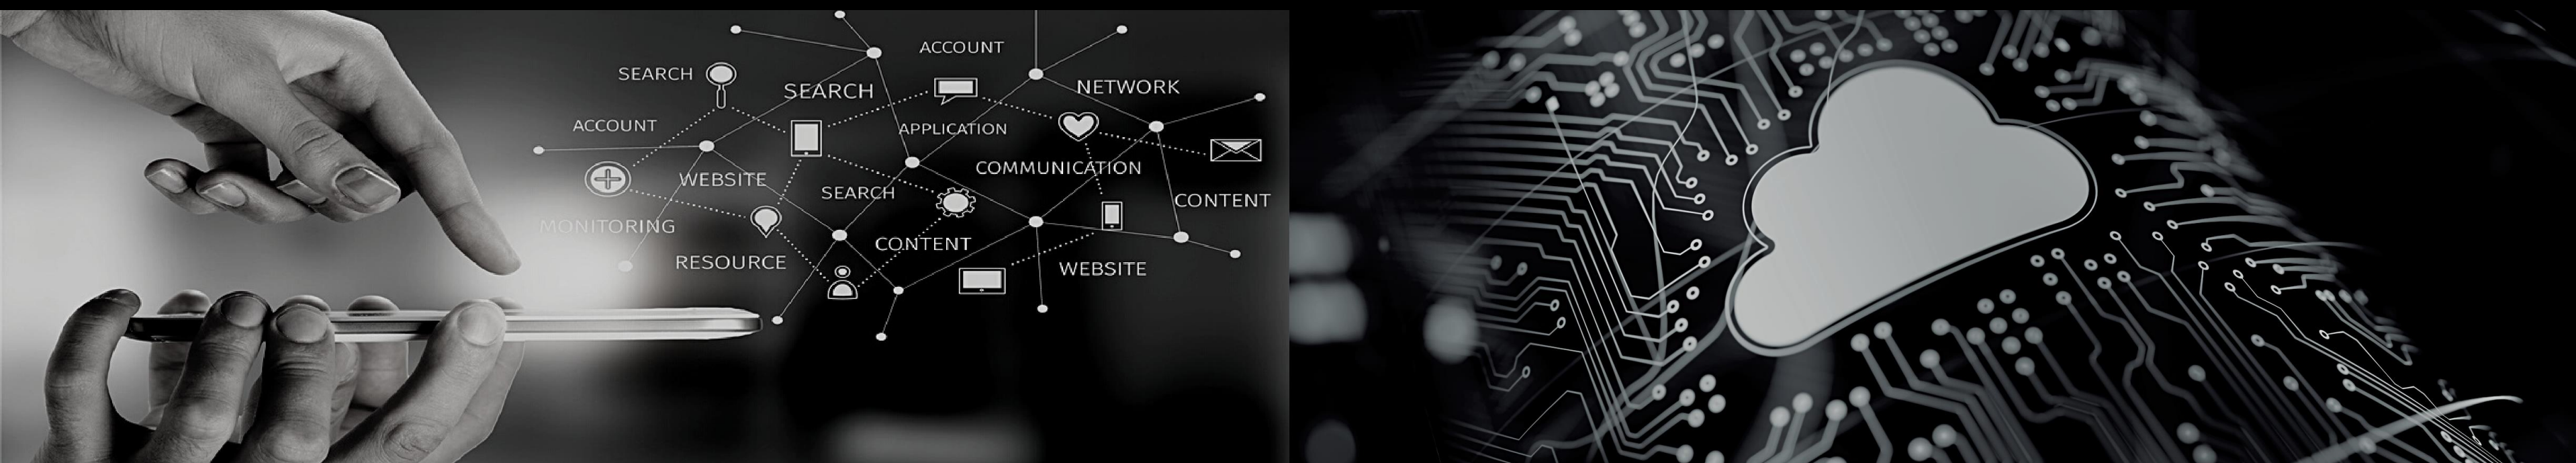 ACCOUNT
SEARCH
SEARCH
NETWORK
ACCOUNT
APPLICATION
COMMUNICATION
WEBSITE
SEARCH
CONTENT
MONITORING
CONTENT
RESOURCE
WEBSITE